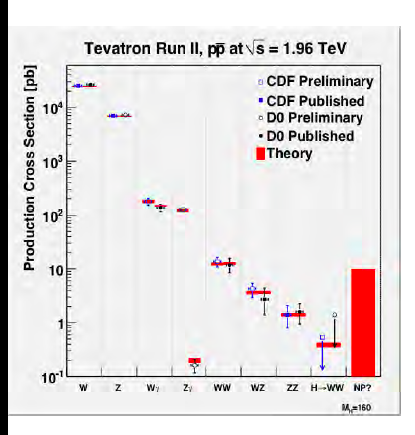 Tevatron Run II, pp̅ at √s = 1.96 TeV
Production Cross Section [pb]
CDF Preliminary
CDF Published
D0 Preliminary
D0 Published
Theory
10⁴
10³
10²
10
1
10⁻¹
W Z Wγ Zγ WW WZ ZZ H→WW NP?
M_H=160